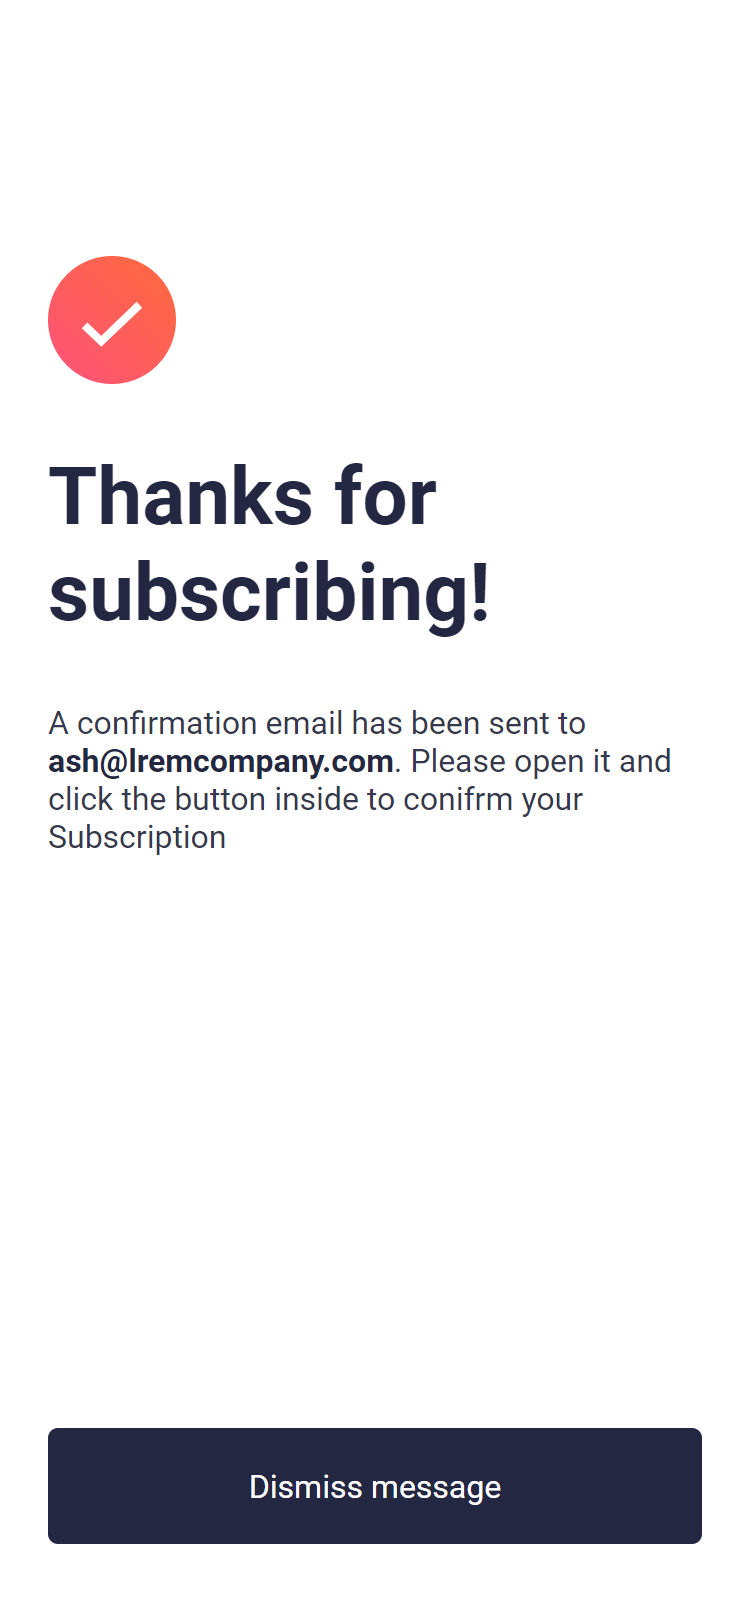 Thanks for
subscribing!
A confirmation email has been sent to
ash@lremcompany.com. Please open it and
click the button inside to conifrm your
Subscription
Dismiss message